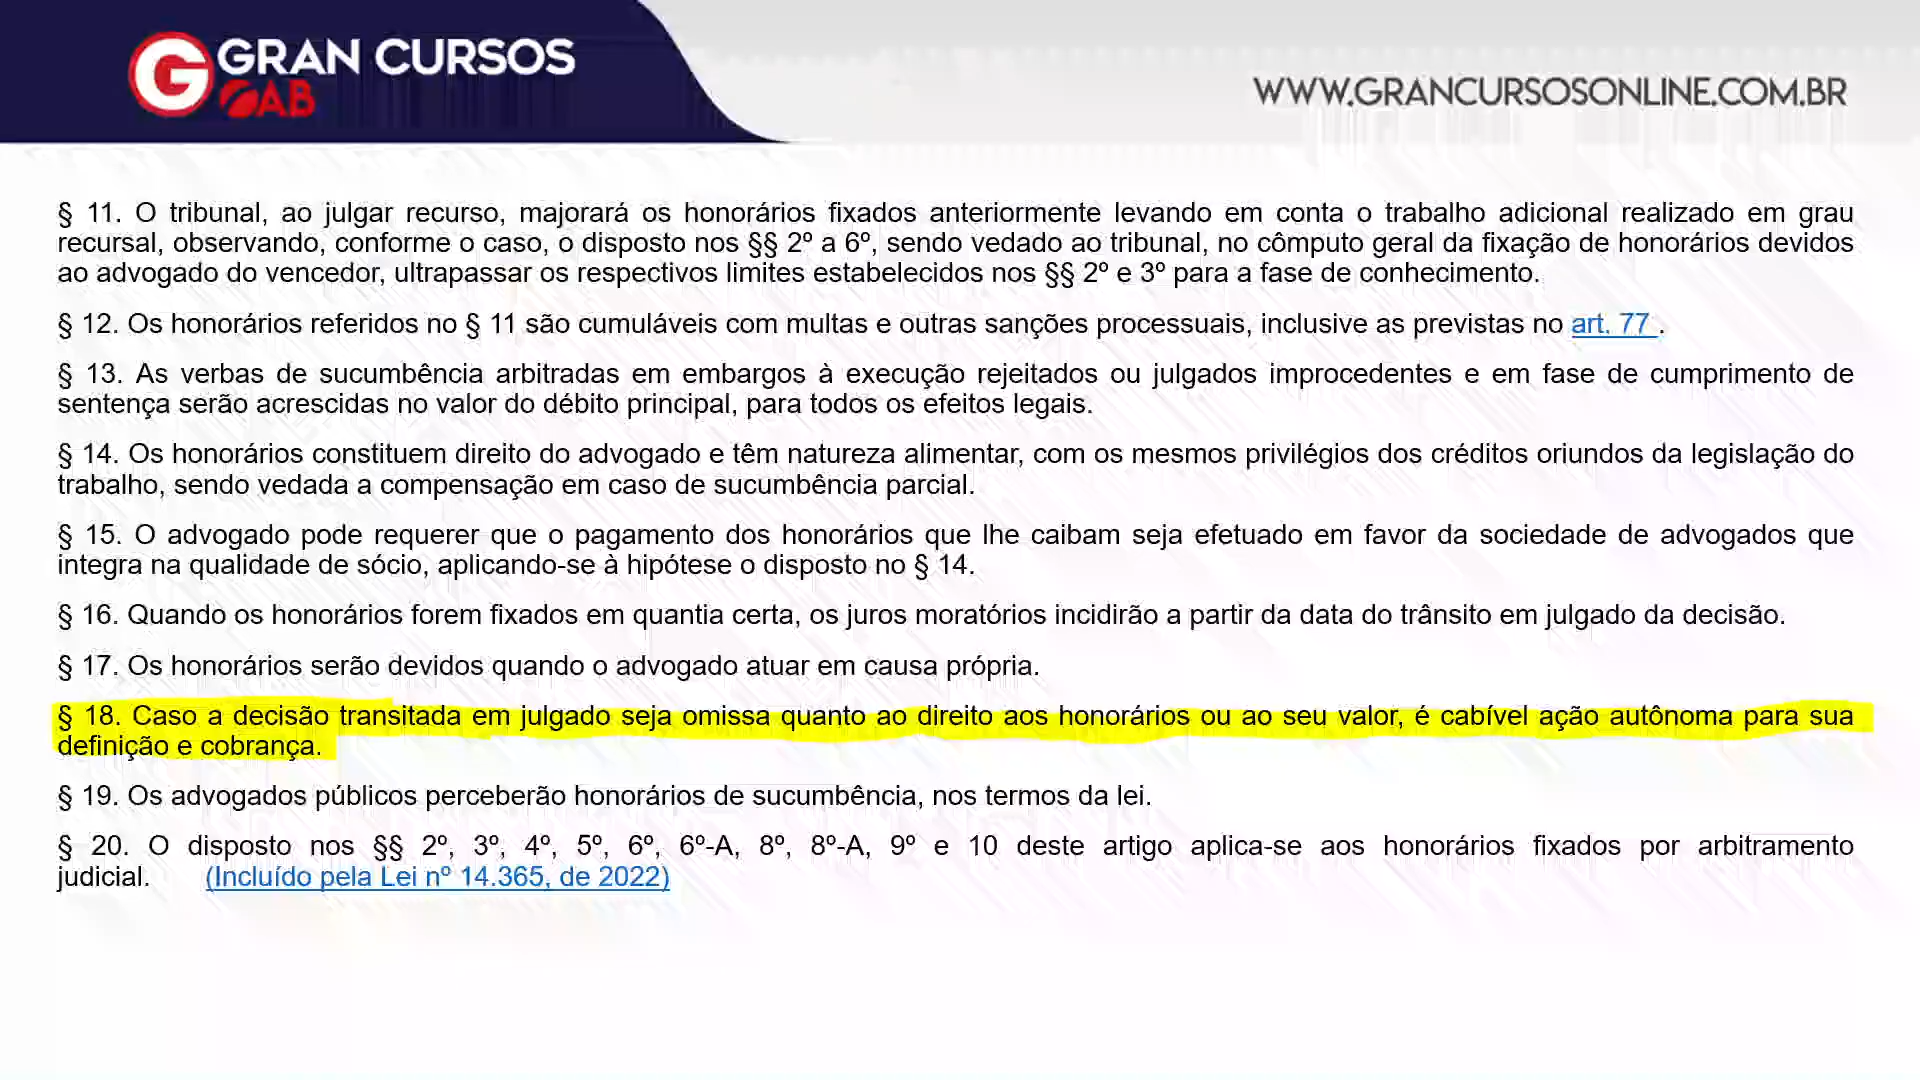 GRAN CURSOS
OAB
WWW.GRANCURSOSONLINE.COM.BR
§ 11. O tribunal, ao julgar recurso, majorará os honorários fixados anteriormente levando em conta o trabalho adicional realizado em grau
recursal, observando, conforme o caso, o disposto nos §§ 2º a 6º, sendo vedado ao tribunal, no cômputo geral da fixação de honorários devidos
ao advogado do vencedor, ultrapassar os respectivos limites estabelecidos nos §§ 2º e 3º para a fase de conhecimento.
§ 12. Os honorários referidos no § 11 são cumuláveis com multas e outras sanções processuais, inclusive as previstas no art. 77 .
§ 13. As verbas de sucumbência arbitradas em embargos à execução rejeitados ou julgados improcedentes e em fase de cumprimento de
sentença serão acrescidas no valor do débito principal, para todos os efeitos legais.
§ 14. Os honorários constituem direito do advogado e têm natureza alimentar, com os mesmos privilégios dos créditos oriundos da legislação do
trabalho, sendo vedada a compensação em caso de sucumbência parcial.
§ 15. O advogado pode requerer que o pagamento dos honorários que lhe caibam seja efetuado em favor da sociedade de advogados que
integra na qualidade de sócio, aplicando-se à hipótese o disposto no § 14.
§ 16. Quando os honorários forem fixados em quantia certa, os juros moratórios incidirão a partir da data do trânsito em julgado da decisão.
§ 17. Os honorários serão devidos quando o advogado atuar em causa própria.
§ 18. Caso a decisão transitada em julgado seja omissa quanto ao direito aos honorários ou ao seu valor, é cabível ação autônoma para sua
definição e cobrança.
§ 19. Os advogados públicos perceberão honorários de sucumbência, nos termos da lei.
§ 20. O disposto nos §§ 2º, 3º, 4º, 5º, 6º, 6º-A, 8º, 8º-A, 9º e 10 deste artigo aplica-se aos honorários fixados por arbitramento
judicial. (Incluído pela Lei nº 14.365, de 2022)